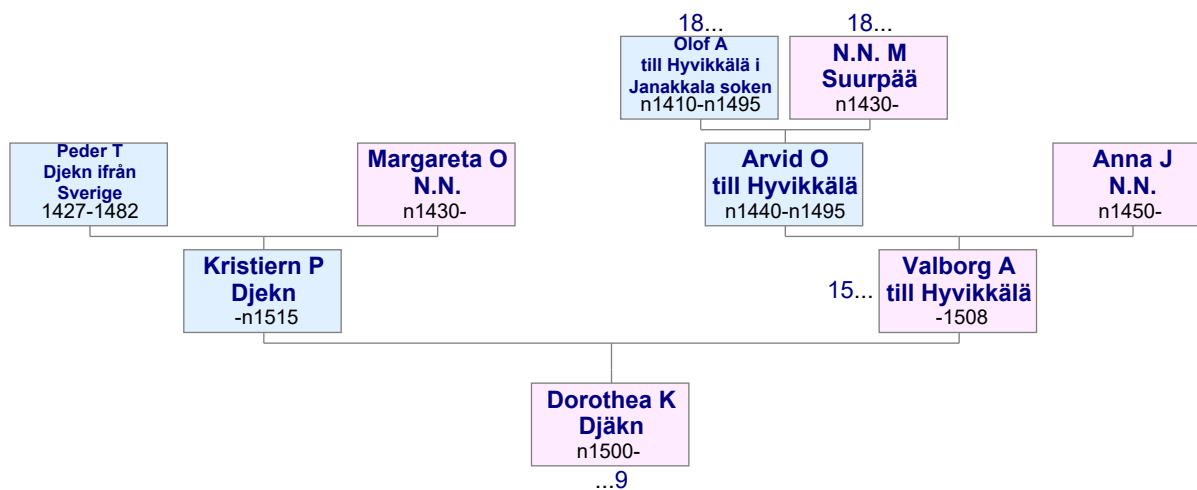 18...
18...
Olof A
till Hyvikkälä i
Janakkala soken
n1410-n1495
N.N. M
Suurpää
n1430-
Peder T
Djekn ifrån
Sverige
1427-1482
Margareta O
N.N.
n1430-
Arvid O
till Hyvikkälä
n1440-n1495
Anna J
N.N.
n1450-
Kristiern P
Djekn
-n1515
15...
Valborg A
till Hyvikkälä
-1508
Dorothea K
Djäkn
n1500-
...9